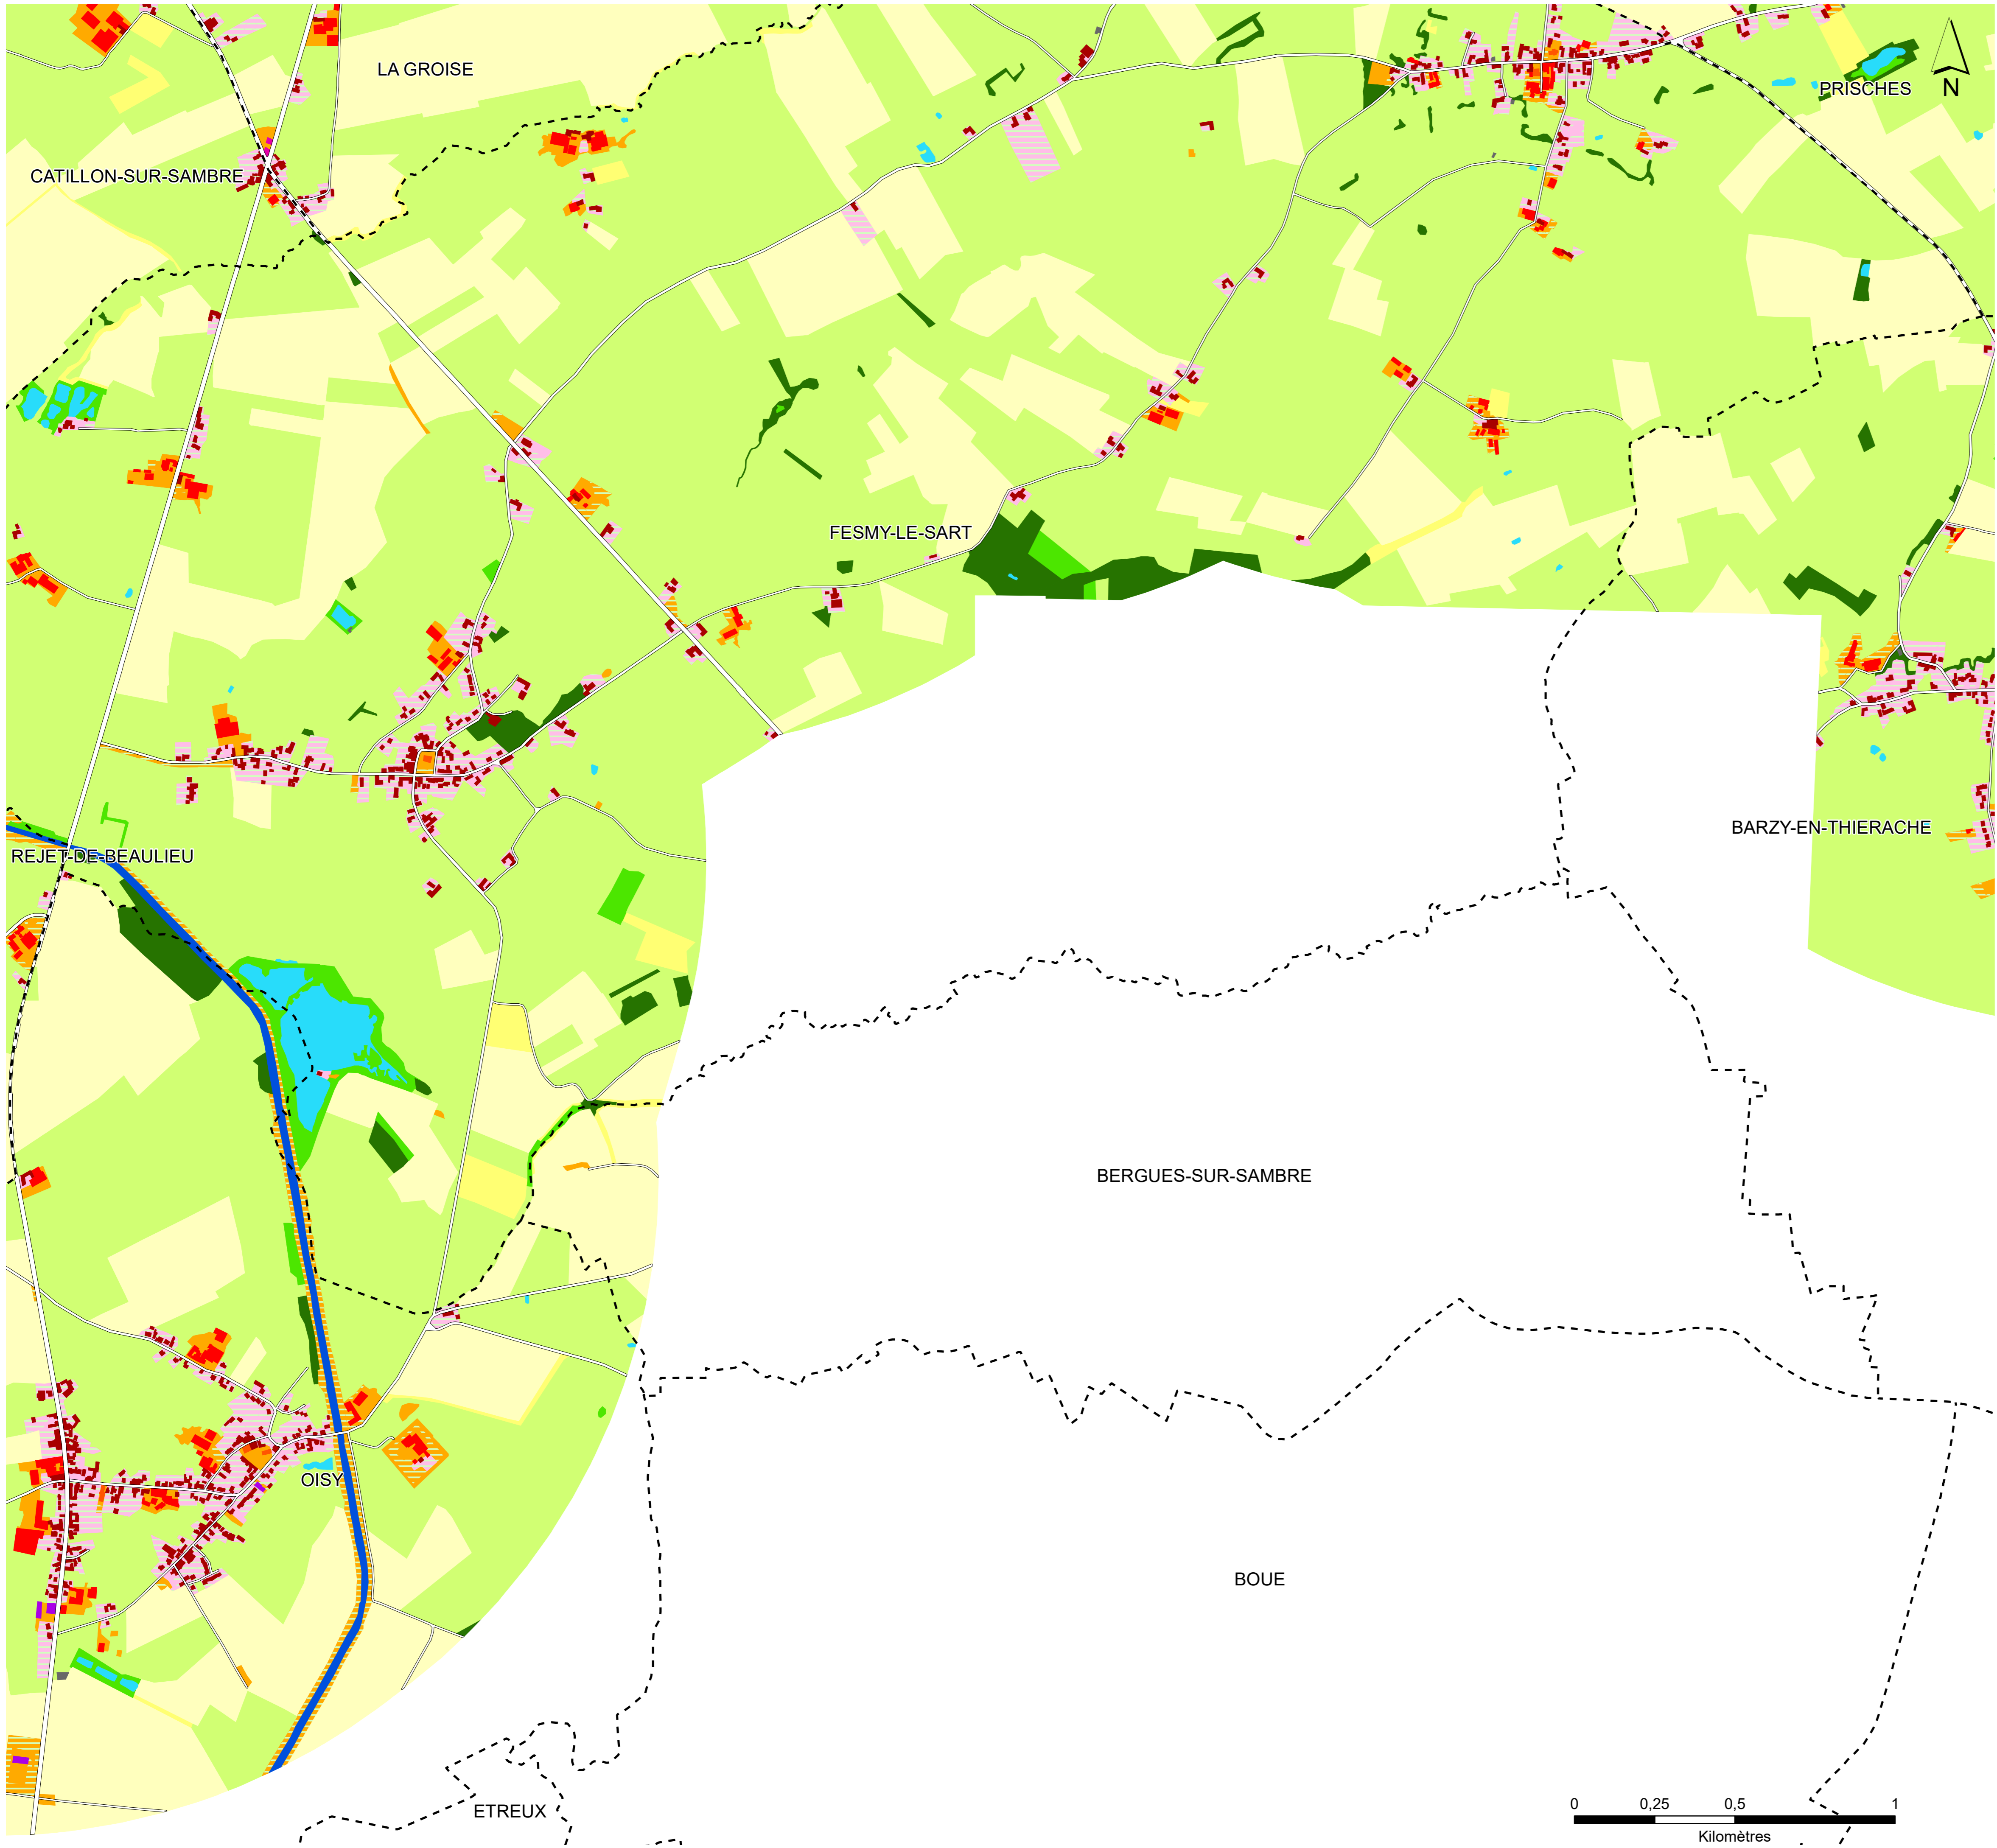 LA GROISE
PRISCHES
N
CATILLON-SUR-SAMBRE
FESMY-LE-SART
BARZY-EN-THIERACHE
REJET-DE-BEAULIEU
BERGUES-SUR-SAMBRE
OISY
BOUE
ETREUX
0 0,25 0,5 1
Kilomètres